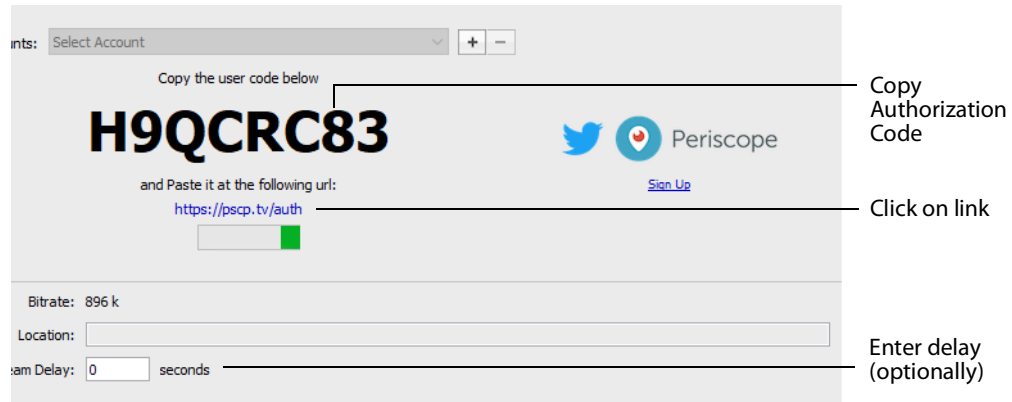 unts: Select Account + −
Copy the user code below
Copy
Authorization
Code
H9QCRC83
Periscope
and Paste it at the following url:
Sign Up
https://pscp.tv/auth
Click on link
Bitrate: 896 k
Location:
Enter delay
(optionally)
eam Delay: 0 seconds